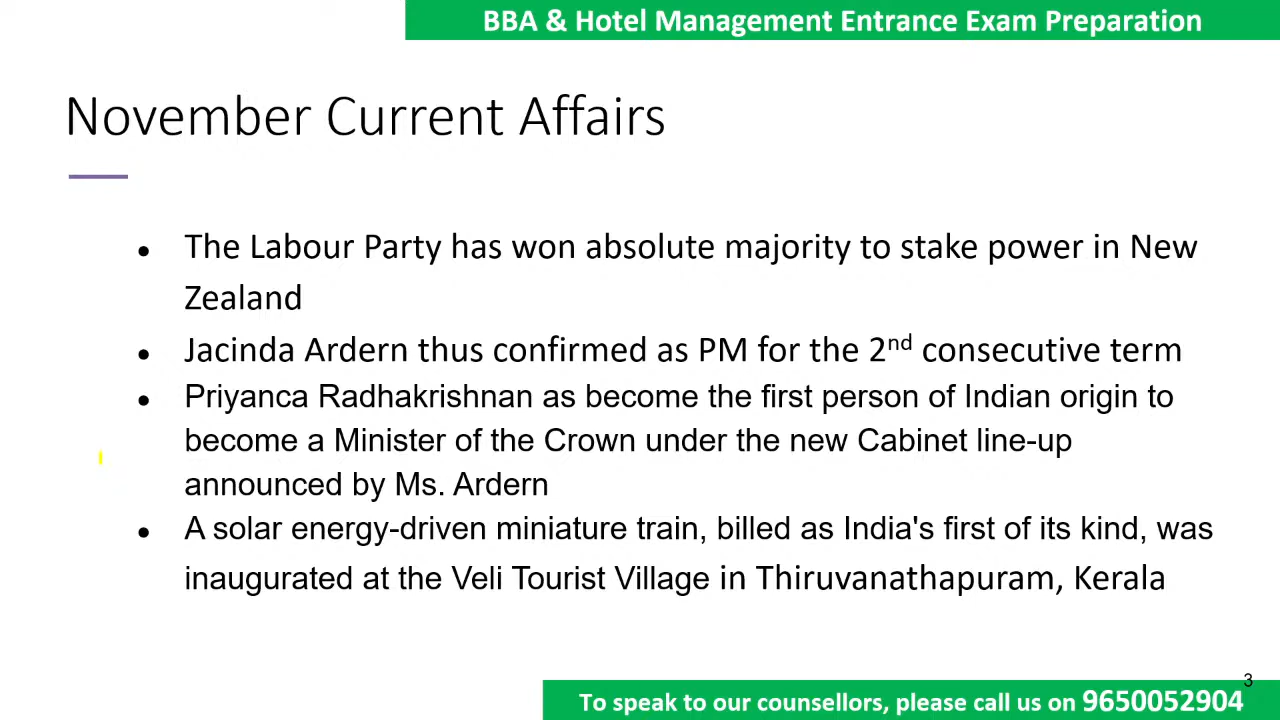 BBA & Hotel Management Entrance Exam Preparation
November Current Affairs
● The Labour Party has won absolute majority to stake power in New
Zealand
● Jacinda Ardern thus confirmed as PM for the 2nd consecutive term
● Priyanca Radhakrishnan as become the first person of Indian origin to
become a Minister of the Crown under the new Cabinet line-up
announced by Ms. Ardern
● A solar energy-driven miniature train, billed as India's first of its kind, was
inaugurated at the Veli Tourist Village in Thiruvanathapuram, Kerala
3
To speak to our counsellors, please call us on 9650052904